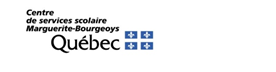 Centre
de services scolaire
Marguerite-Bourgeoys
Québec